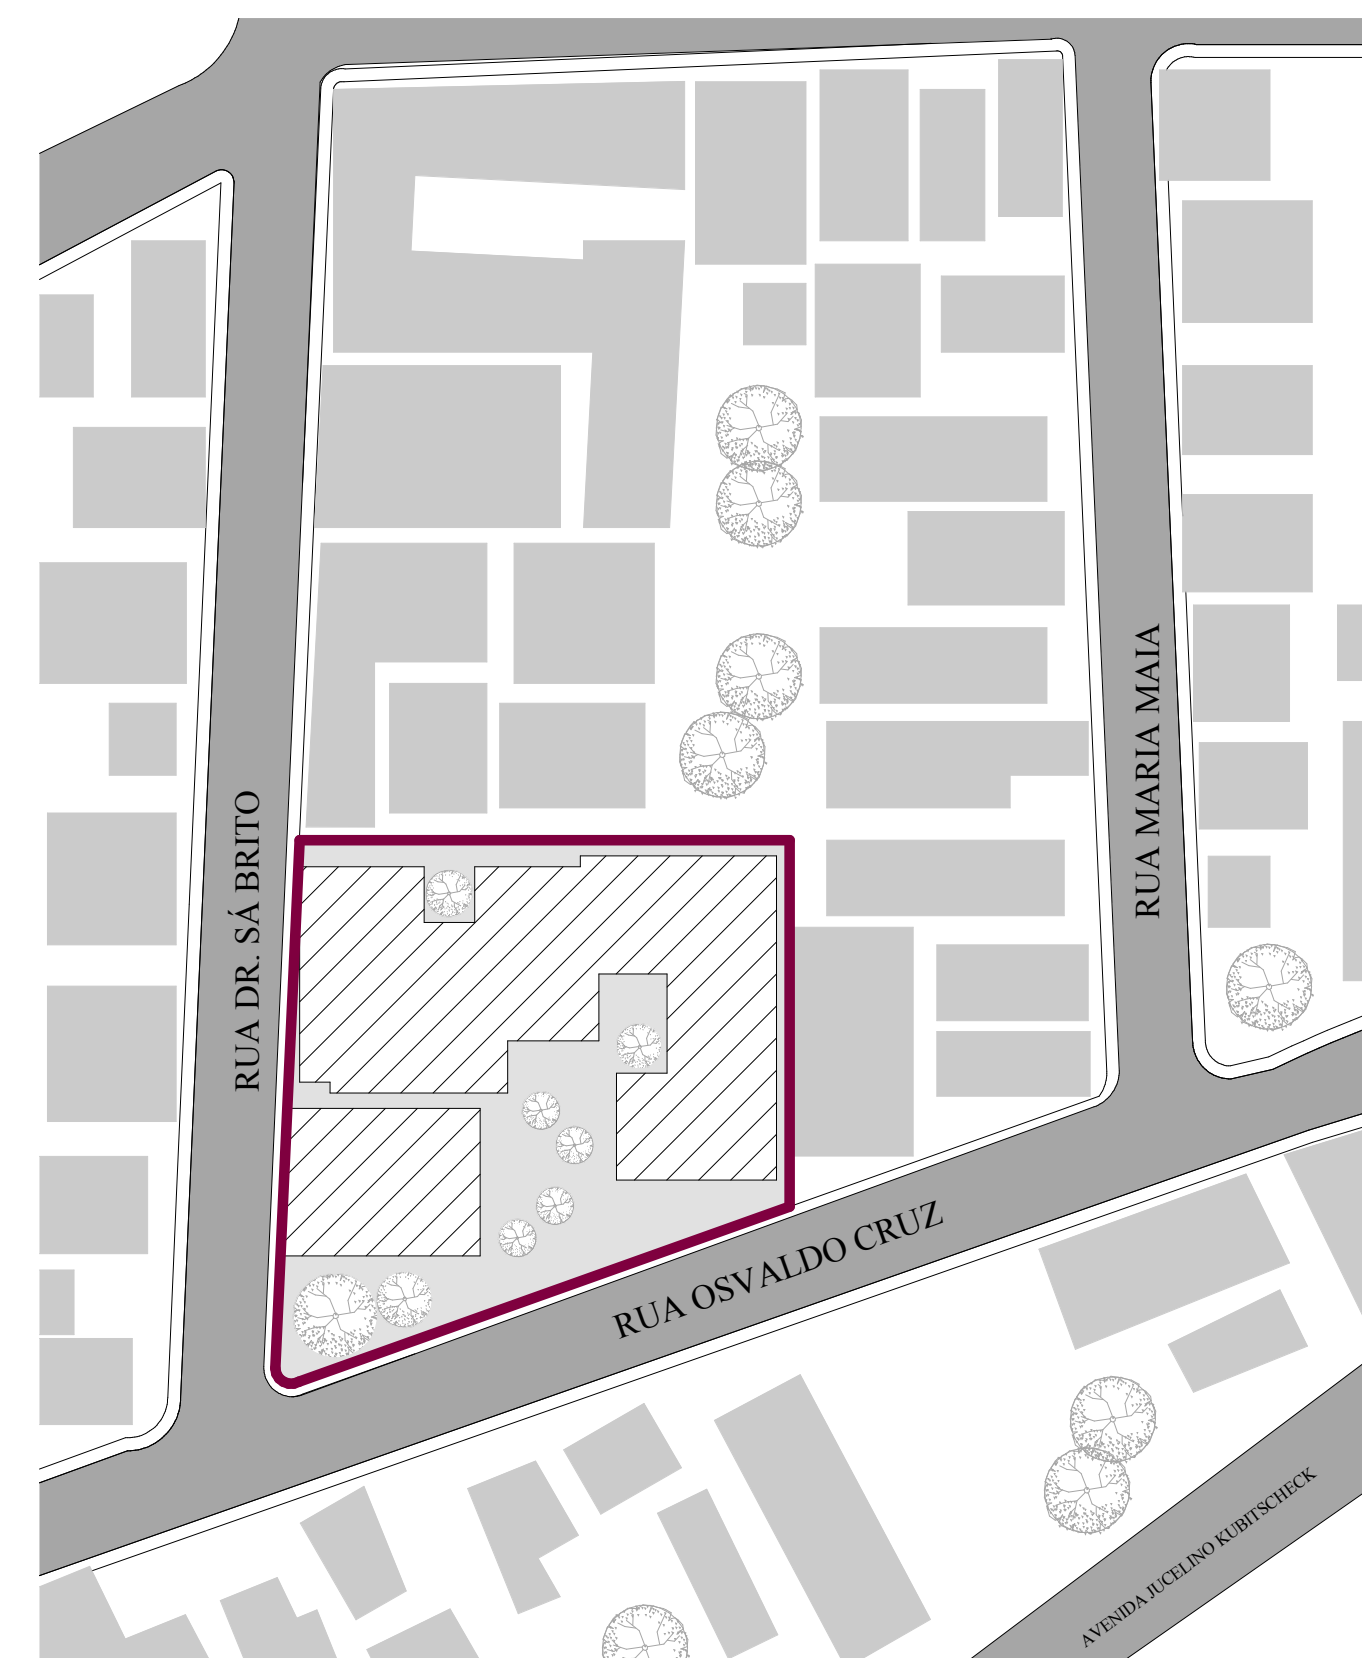 RUA MARIA MAIA
RUA DR. SÁ BRITO
RUA OSVALDO CRUZ
AVENIDA JUCELINO KUBITSCHECK